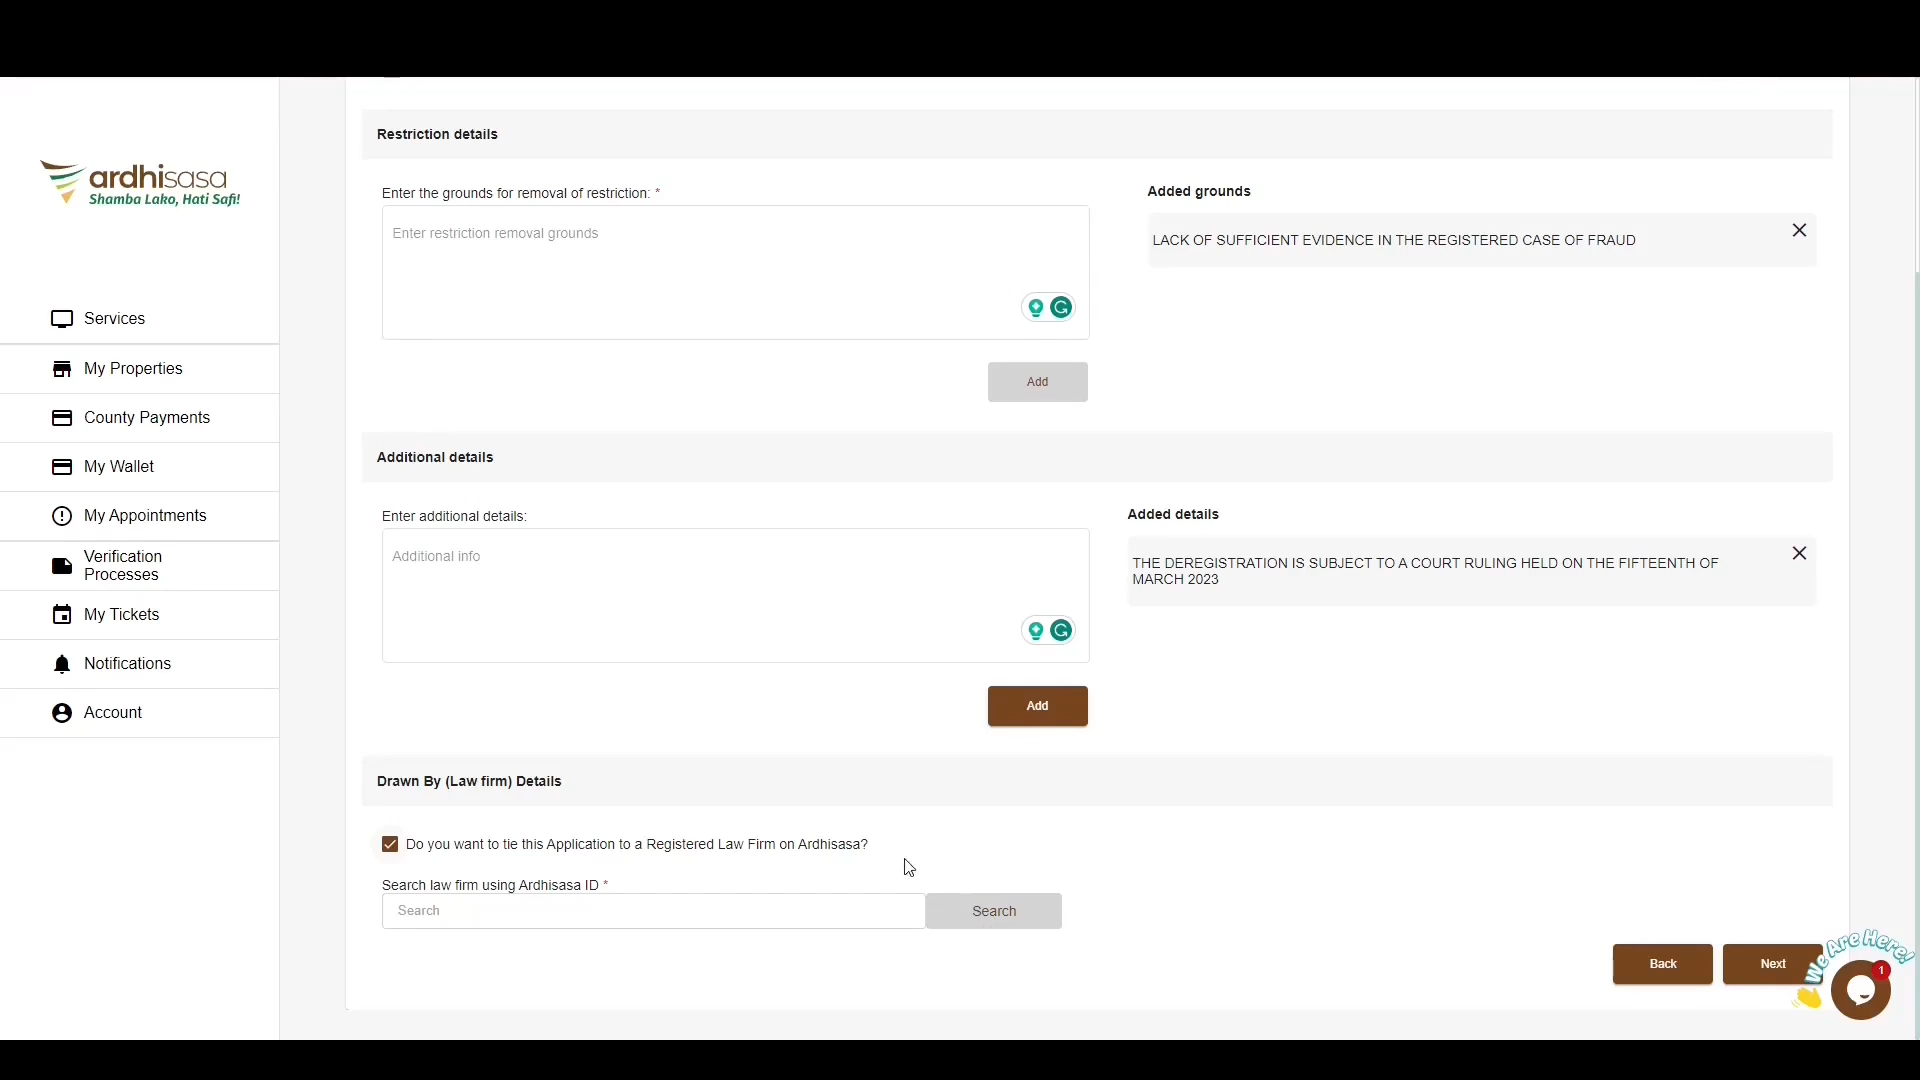 ardhisasa
Shamba Lako, Hati Safi!
Services
My Properties
County Payments
My Wallet
My Appointments
Verification
Processes
My Tickets
Notifications
Account
Restriction details
Enter the grounds for removal of restriction: *
Enter restriction removal grounds
Add
Added grounds
LACK OF SUFFICIENT EVIDENCE IN THE REGISTERED CASE OF FRAUD
Additional details
Enter additional details:
Additional info
Add
Added details
THE DEREGISTRATION IS SUBJECT TO A COURT RULING HELD ON THE FIFTEENTH OF
MARCH 2023
Drawn By (Law firm) Details
Do you want to tie this Application to a Registered Law Firm on Ardhisasa?
Search law firm using Ardhisasa ID *
Search
Search
Back
Next
We Are Here!
1